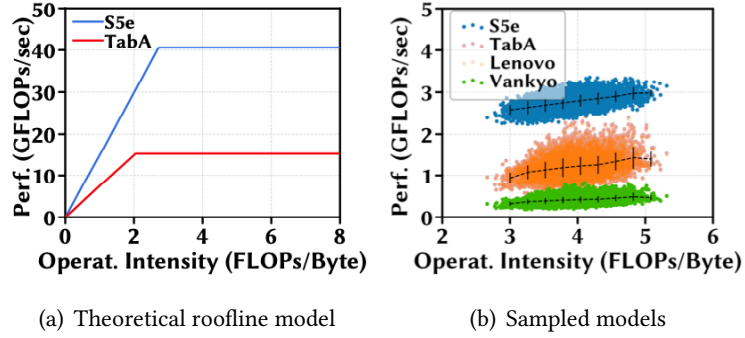 50
40
30
20
10
0
Perf. (GFLOPs/sec)
S5e
TabA
0 2 4 6 8
Operat. Intensity (FLOPs/Byte)
(a) Theoretical roofline model
5
4
3
2
1
0
Perf. (GFLOPs/sec)
S5e
TabA
Lenovo
Vankyo
2 3 4 5 6
Operat. Intensity (FLOPs/Byte)
(b) Sampled models